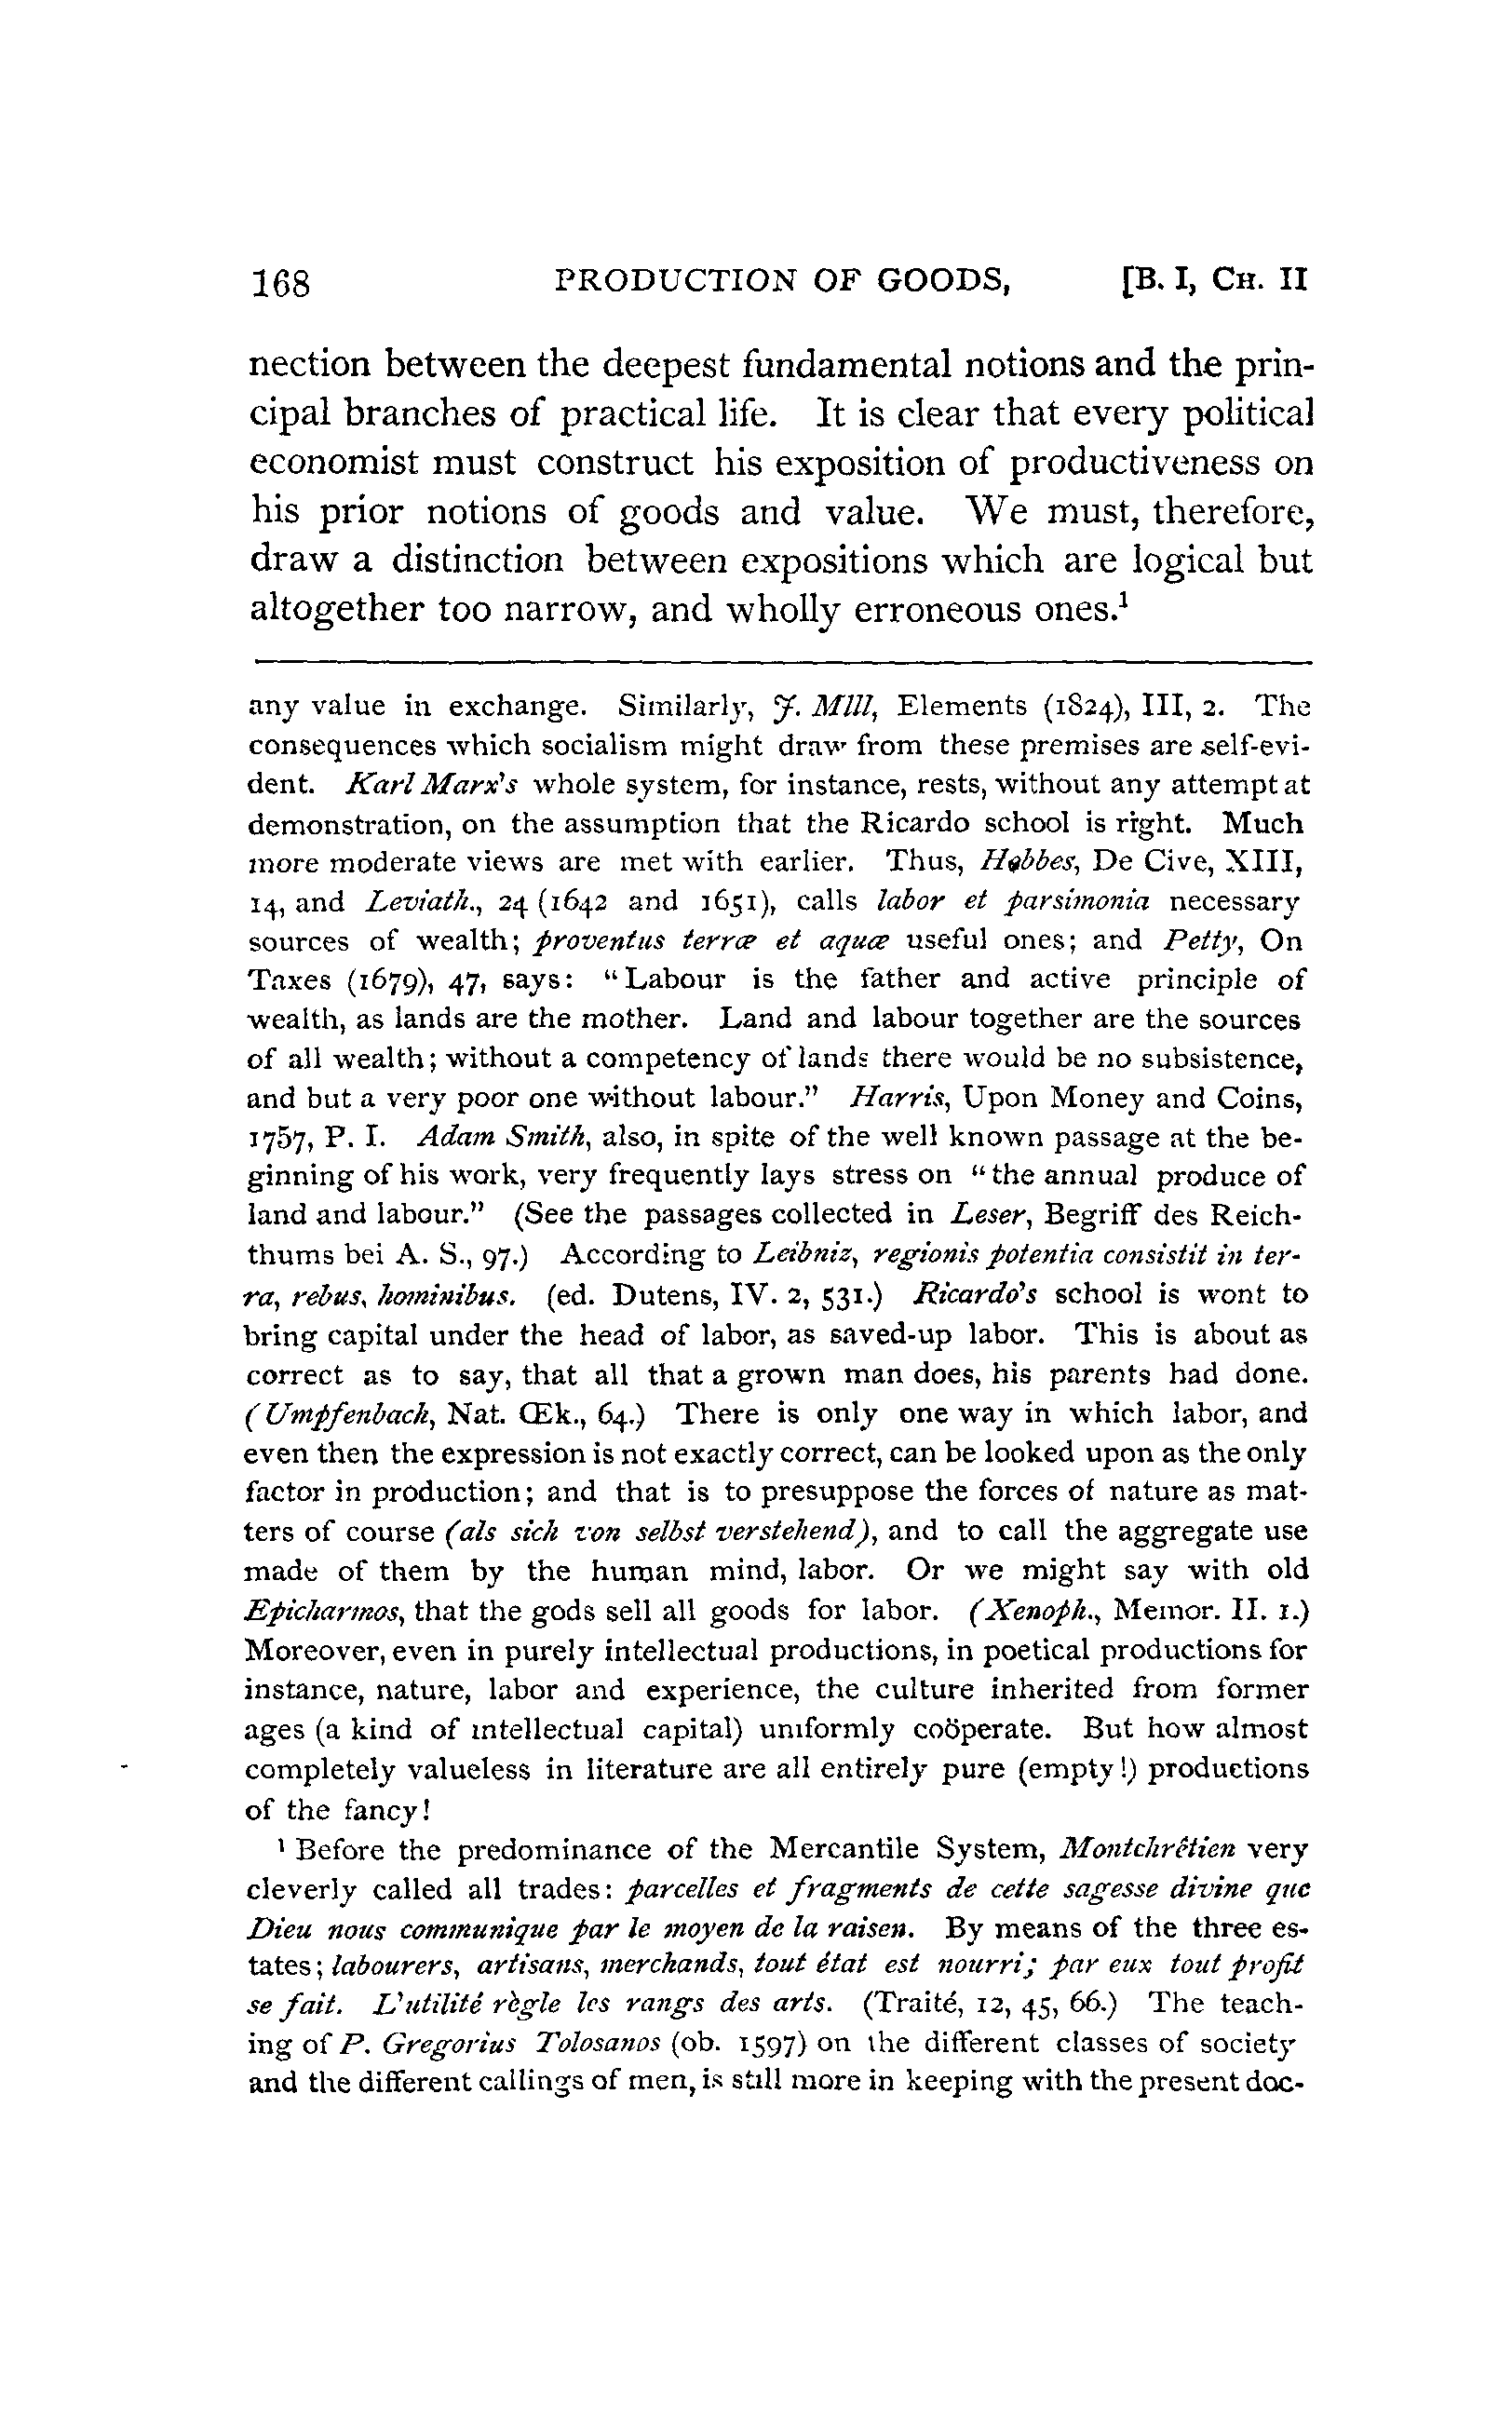 168 PRODUCTION OF GOODS, [B. I, CH. II
nection between the deepest fundamental notions and the prin-
cipal branches of practical life. It is clear that every political
economist must construct his exposition of productiveness on
his prior notions of goods and value. We must, therefore,
draw a distinction between expositions which are logical but
altogether too narrow, and wholly erroneous ones.¹
any value in exchange. Similarly, J. Mill, Elements (1824), III, 2. The
consequences which socialism might draw from these premises are self-evi-
dent. Karl Marx's whole system, for instance, rests, without any attempt at
demonstration, on the assumption that the Ricardo school is right. Much
more moderate views are met with earlier. Thus, Hobbes, De Cive, XIII,
14, and Leviath., 24 (1642 and 1651), calls labor et parsimonia necessary
sources of wealth; proventus terræ et aquæ useful ones; and Petty, On
Taxes (1679), 47, says: "Labour is the father and active principle of
wealth, as lands are the mother. Land and labour together are the sources
of all wealth; without a competency of lands there would be no subsistence,
and but a very poor one without labour." Harris, Upon Money and Coins,
1757, P. I. Adam Smith, also, in spite of the well known passage at the be-
ginning of his work, very frequently lays stress on "the annual produce of
land and labour." (See the passages collected in Leser, Begriff des Reich-
thums bei A. S., 97.) According to Leibniz, regionis potentia consistit in ter-
ra, rebus, hominibus. (ed. Dutens, IV. 2, 531.) Ricardo's school is wont to
bring capital under the head of labor, as saved-up labor. This is about as
correct as to say, that all that a grown man does, his parents had done.
(Umpfenbach, Nat. Œk., 64.) There is only one way in which labor, and
even then the expression is not exactly correct, can be looked upon as the only
factor in production; and that is to presuppose the forces of nature as mat-
ters of course (als sich von selbst verstehend), and to call the aggregate use
made of them by the human mind, labor. Or we might say with old
Epicharmos, that the gods sell all goods for labor. (Xenoph., Memor. II. 1.)
Moreover, even in purely intellectual productions, in poetical productions for
instance, nature, labor and experience, the culture inherited from former
ages (a kind of intellectual capital) uniformly coöperate. But how almost
completely valueless in literature are all entirely pure (empty!) productions
of the fancy!
¹ Before the predominance of the Mercantile System, Montchrêtien very
cleverly called all trades: parcelles et fragments de cette sagesse divine que
Dieu nous communique par le moyen de la raisen. By means of the three es-
tates; labourers, artisans, merchands, tout état est nourri; par eux tout profit
se fait. L'utilité règle les rangs des arts. (Traité, 12, 45, 66.) The teach-
ing of P. Gregorius Tolosanos (ob. 1597) on the different classes of society
and the different callings of men, is still more in keeping with the present doc-